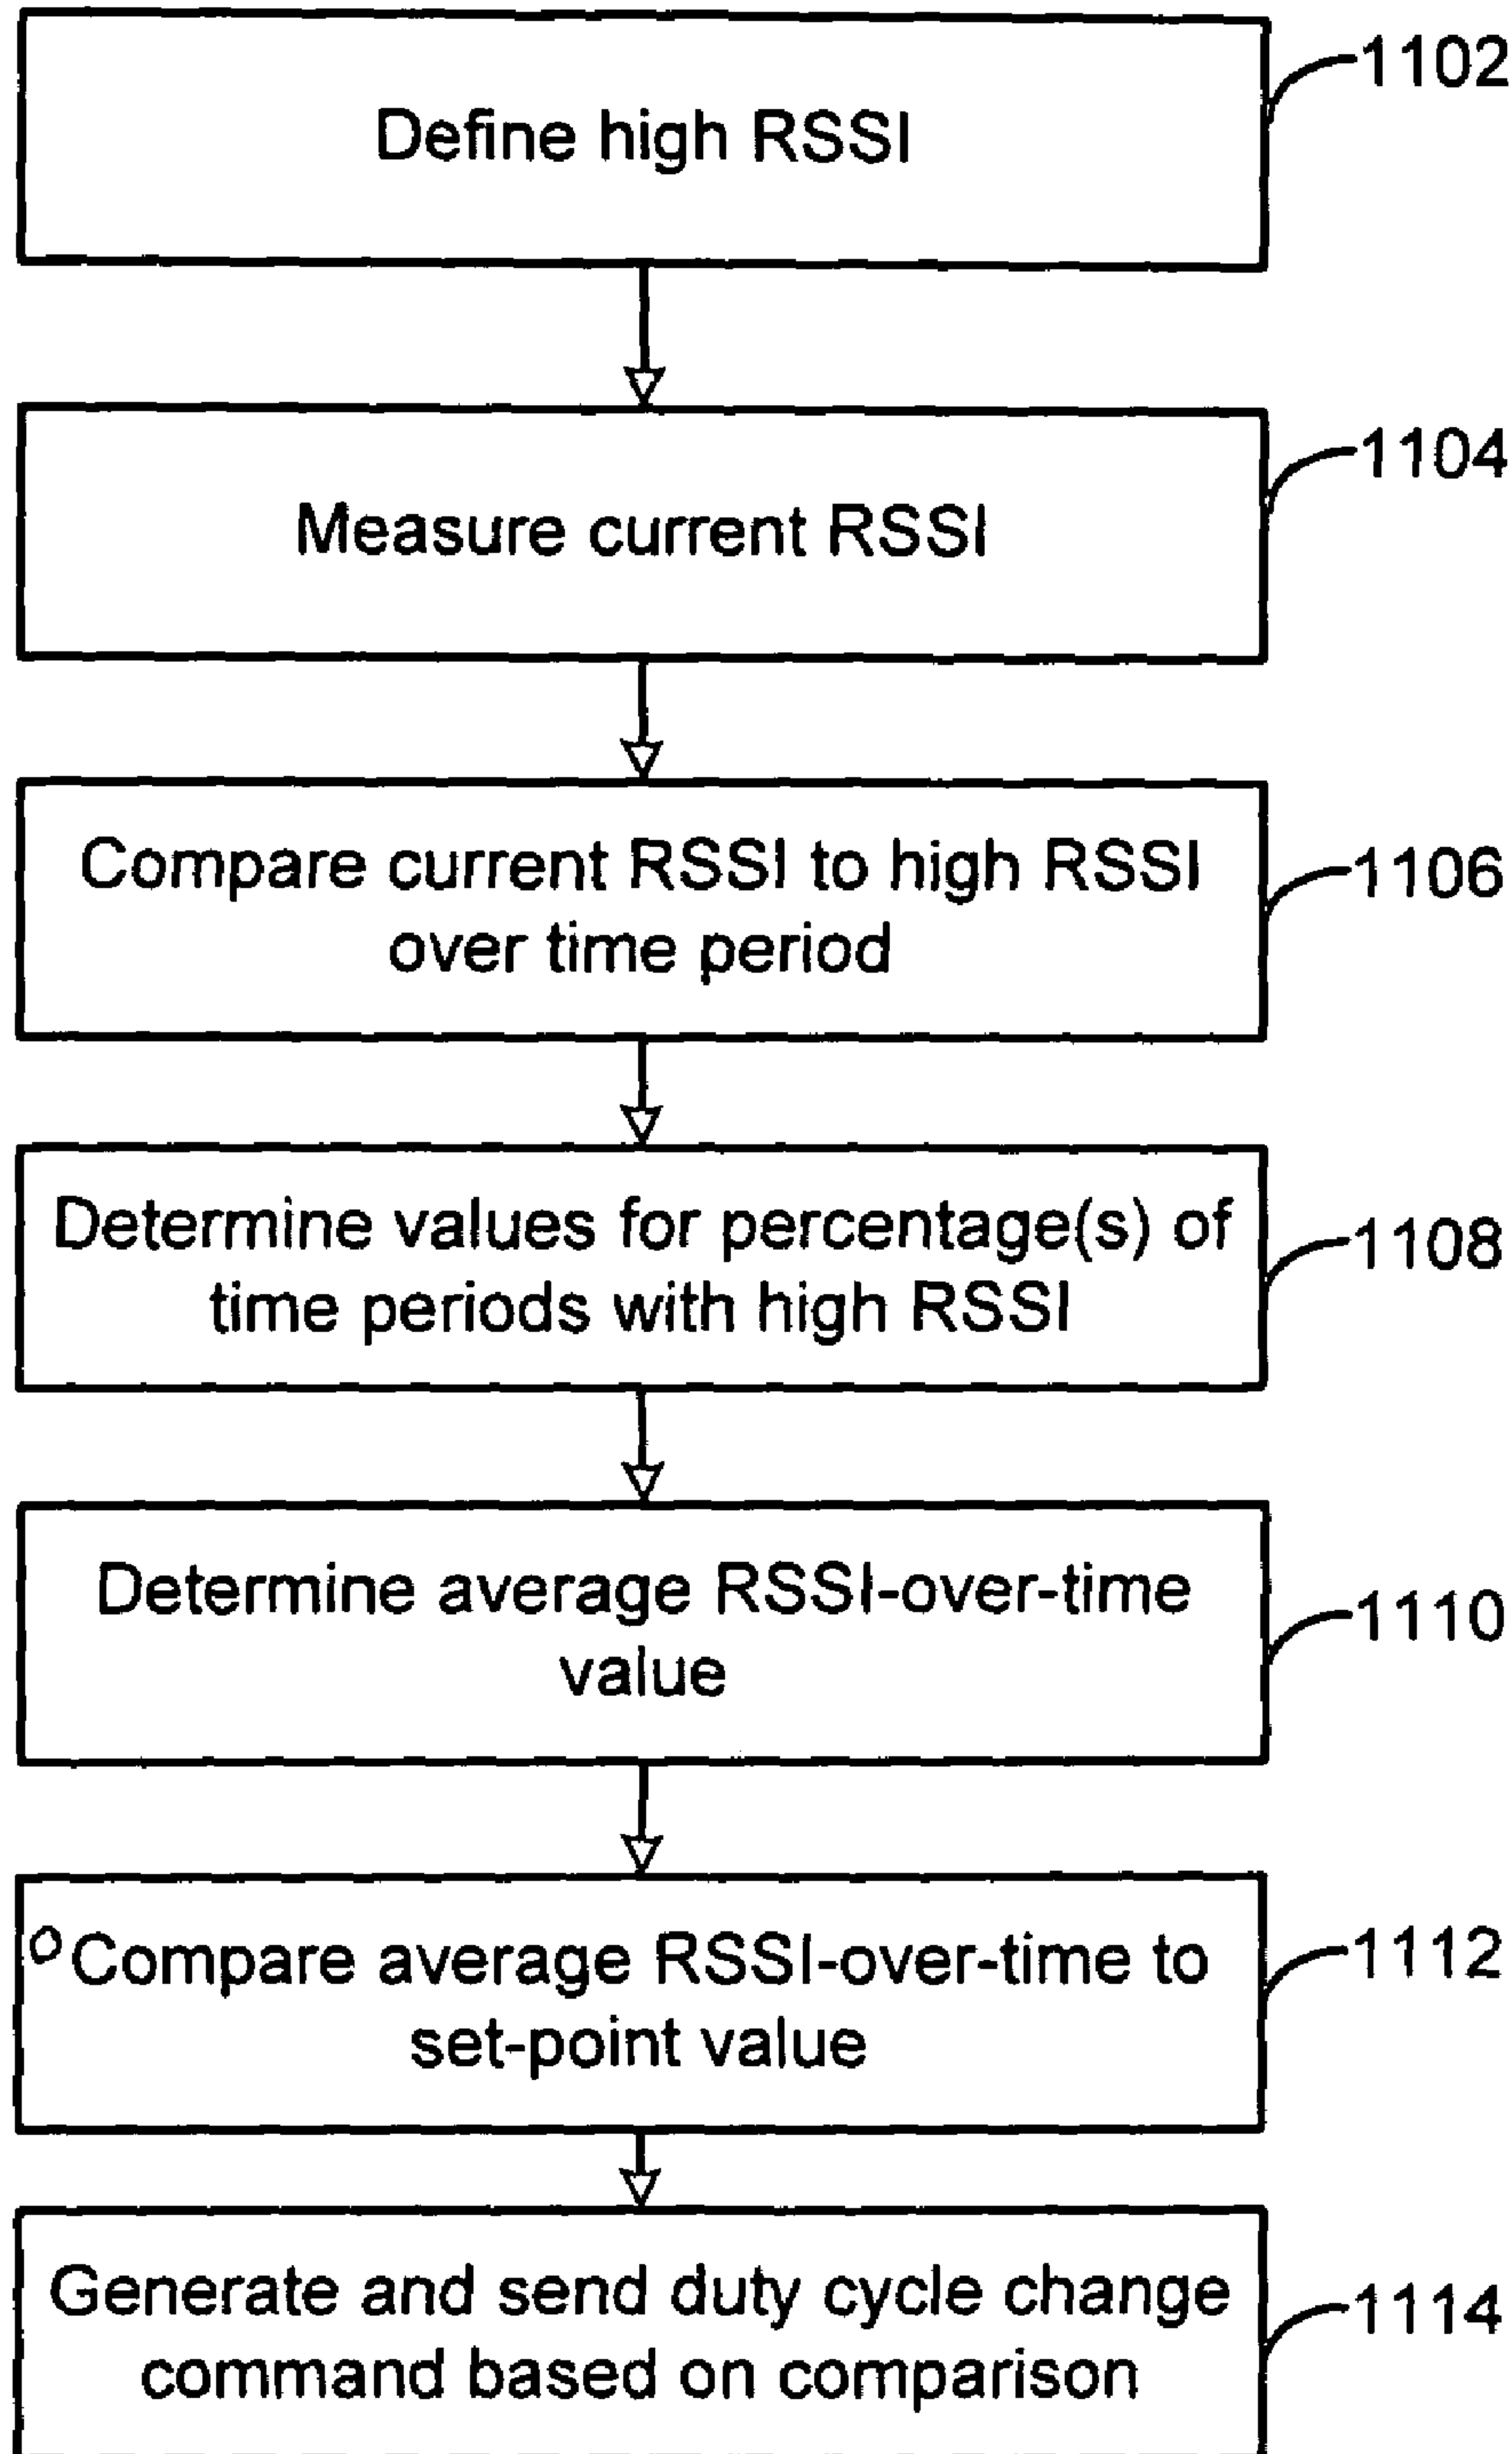 Define high RSSI
1102
Measure current RSSI
1104
Compare current RSSI to high RSSI
over time period
1106
Determine values for percentage(s) of
time periods with high RSSI
1108
Determine average RSSI-over-time
value
1110
Compare average RSSI-over-time to
set-point value
1112
Generate and send duty cycle change
command based on comparison
1114